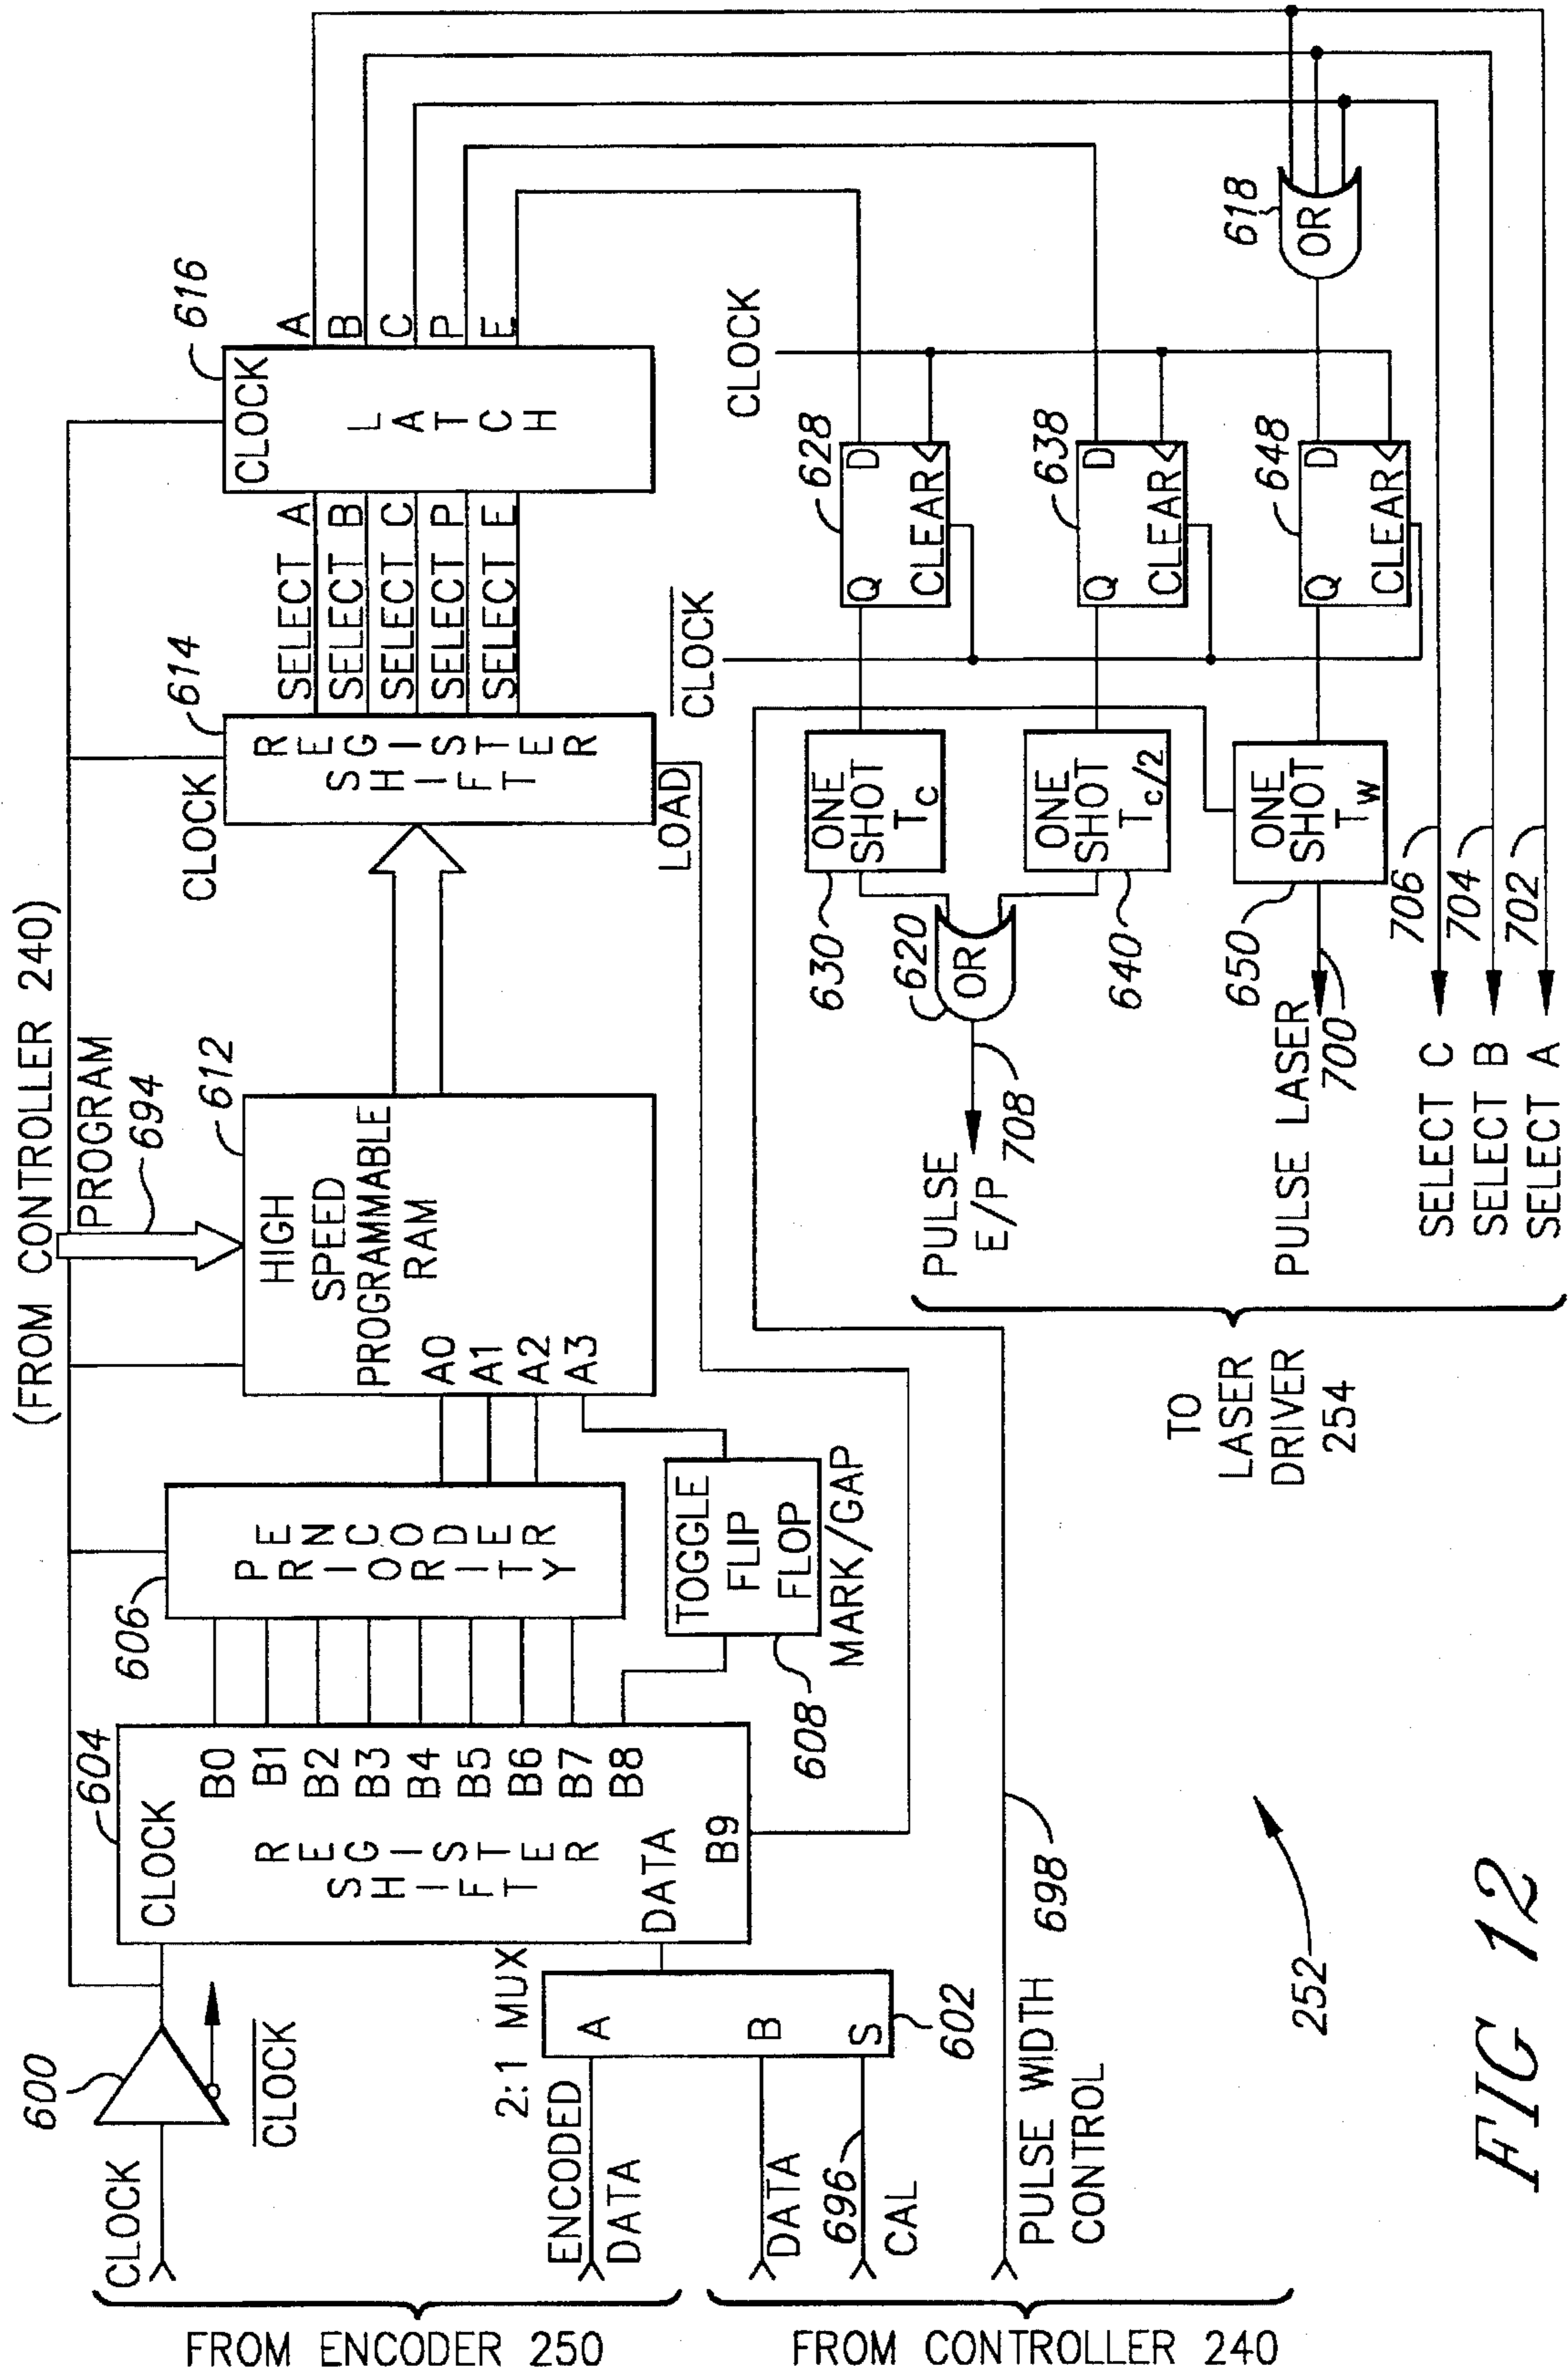 (FROM CONTROLLER 240)
CLOCK
600
CLOCK
604
CLOCK
SHIFT
REGISTER
B0
B1
B2
B3
B4
B5
B6
B7
B8
B9
DATA
606
PRIORITY
ENCODER
PROGRAM
694
612
HIGH
SPEED
PROGRAMMABLE
RAM
A0
A1
A2
A3
TOGGLE
FLIP
FLOP
MARK/GAP
608
614
CLOCK
SHIFT
REGISTER
LOAD
SELECT A
SELECT B
SELECT C
SELECT P
SELECT E
616
CLOCK
LATCH
A
B
C
P
E
2:1 MUX
A
B
S
602
ENCODED
DATA
DATA
696
CAL
PULSE WIDTH
CONTROL
698
FROM ENCODER 250
FROM CONTROLLER 240
CLOCK
CLOCK
628
D
Q
CLEAR
638
D
Q
CLEAR
648
D
Q
CLEAR
618
OR
ONE
SHOT
Tc
630
ONE
SHOT
Tc/2
640
ONE
SHOT
Tw
650
620
OR
708
PULSE
E/P
PULSE LASER
700
706
SELECT C
704
SELECT B
702
SELECT A
TO
LASER
DRIVER
254
252
FIG 12